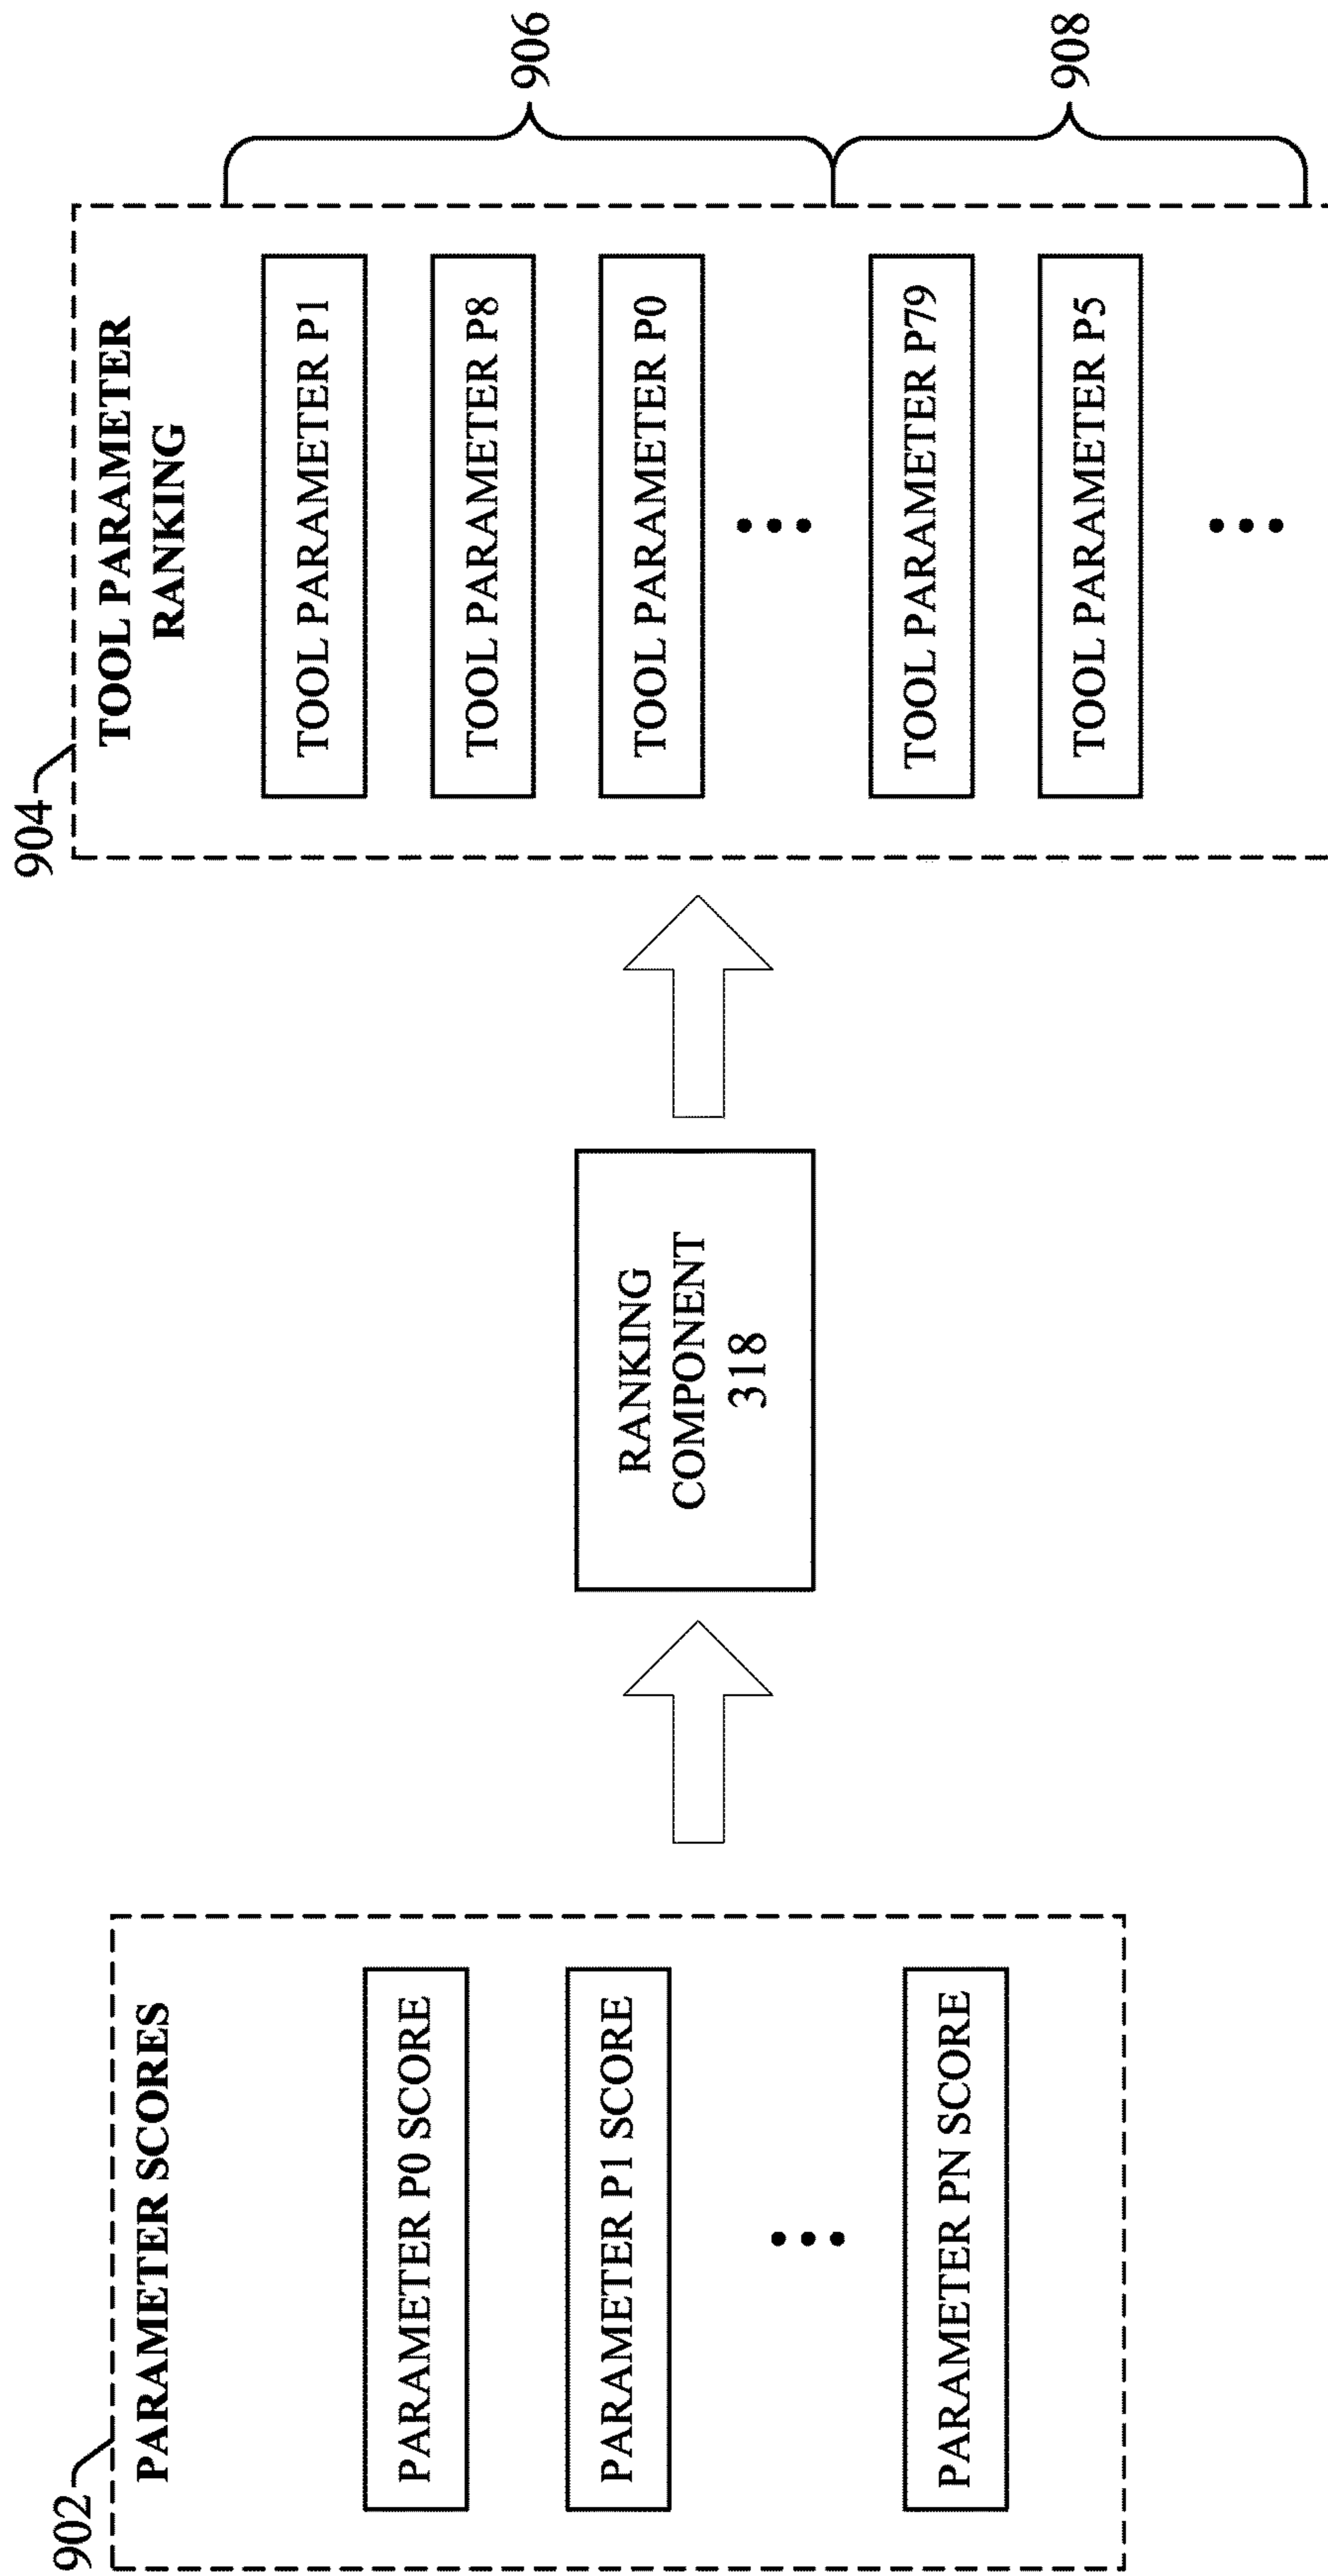 902
PARAMETER SCORES
PARAMETER P0 SCORE
PARAMETER P1 SCORE
•••
PARAMETER PN SCORE
RANKING
COMPONENT
318
904
TOOL PARAMETER
RANKING
TOOL PARAMETER P1
TOOL PARAMETER P8
TOOL PARAMETER P0
•••
TOOL PARAMETER P79
TOOL PARAMETER P5
•••
906
908